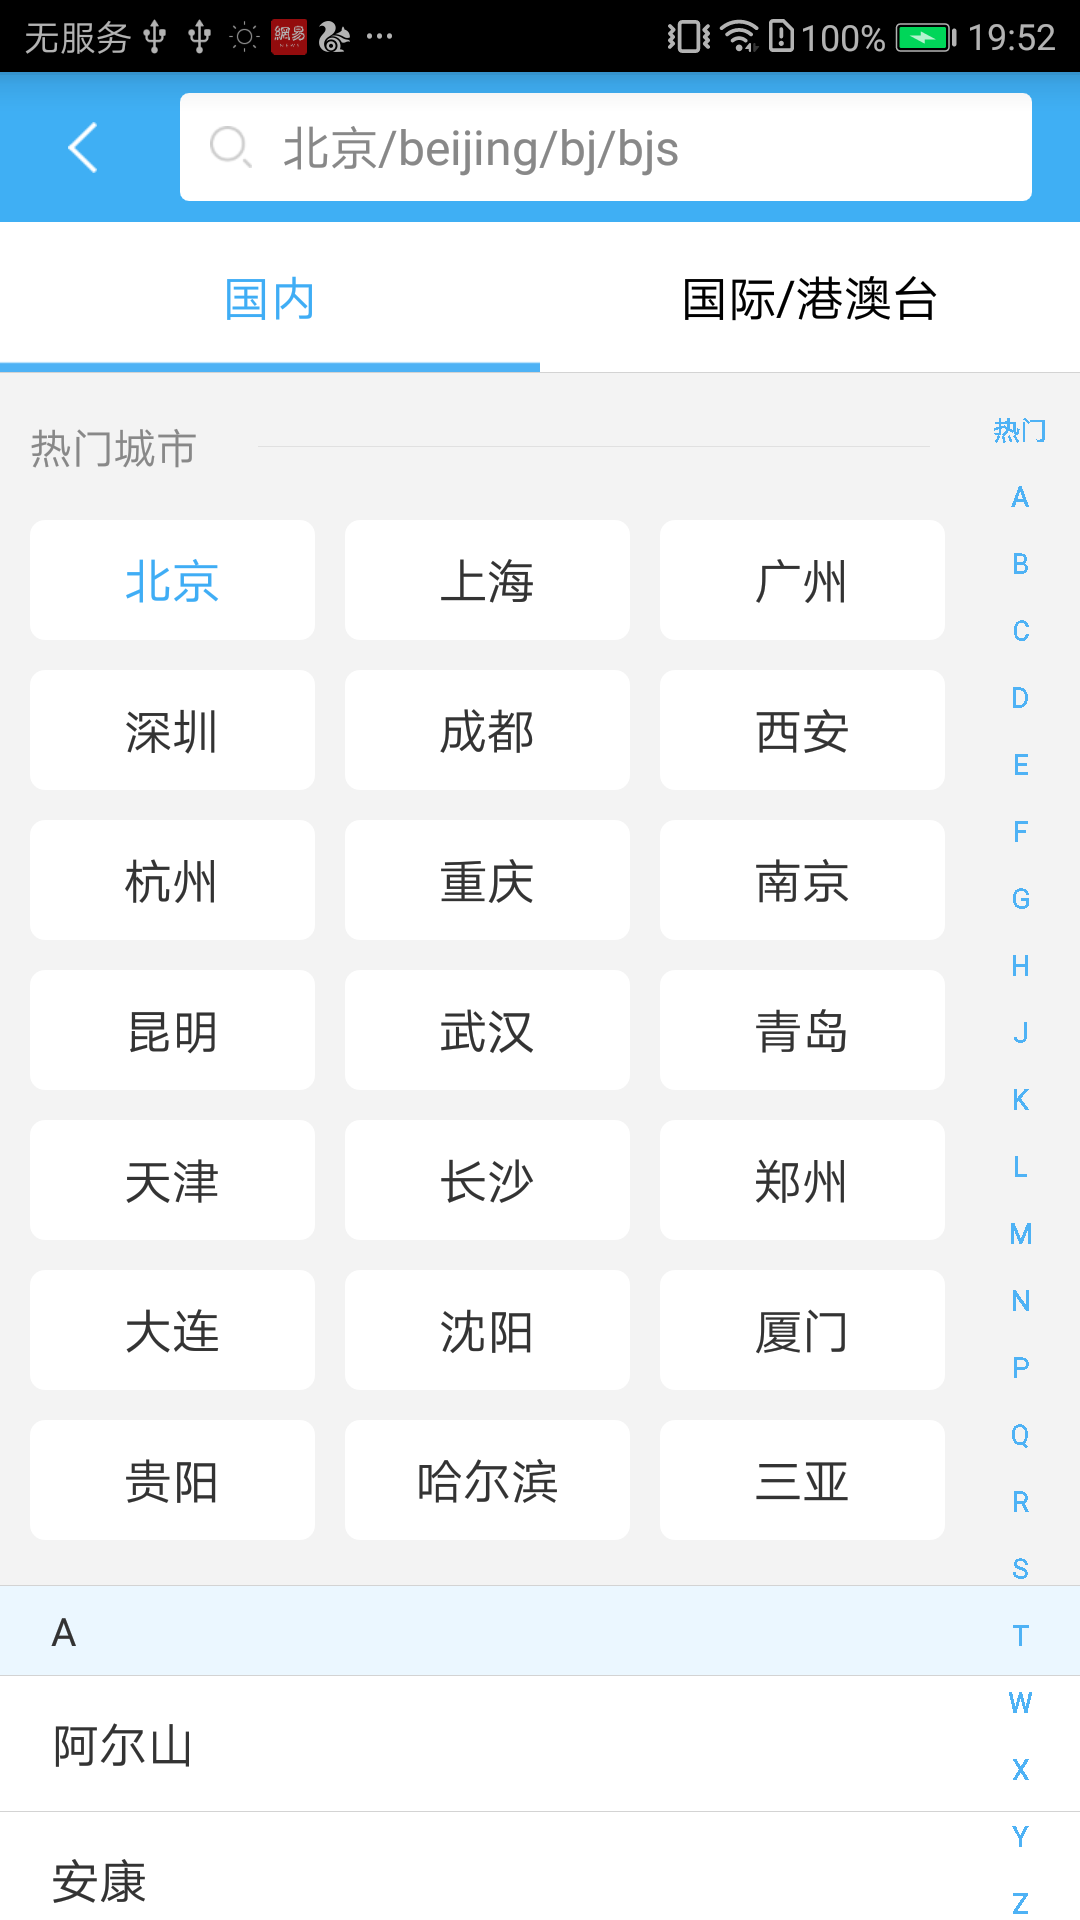 无服务 網易 NEWS 100% 19:52
北京/beijing/bj/bjs
国内 国际/港澳台
热门城市
北京 上海 广州
深圳 成都 西安
杭州 重庆 南京
昆明 武汉 青岛
天津 长沙 郑州
大连 沈阳 厦门
贵阳 哈尔滨 三亚
A
阿尔山
安康
热门
A
B
C
D
E
F
G
H
J
K
L
M
N
P
Q
R
S
T
W
X
Y
Z